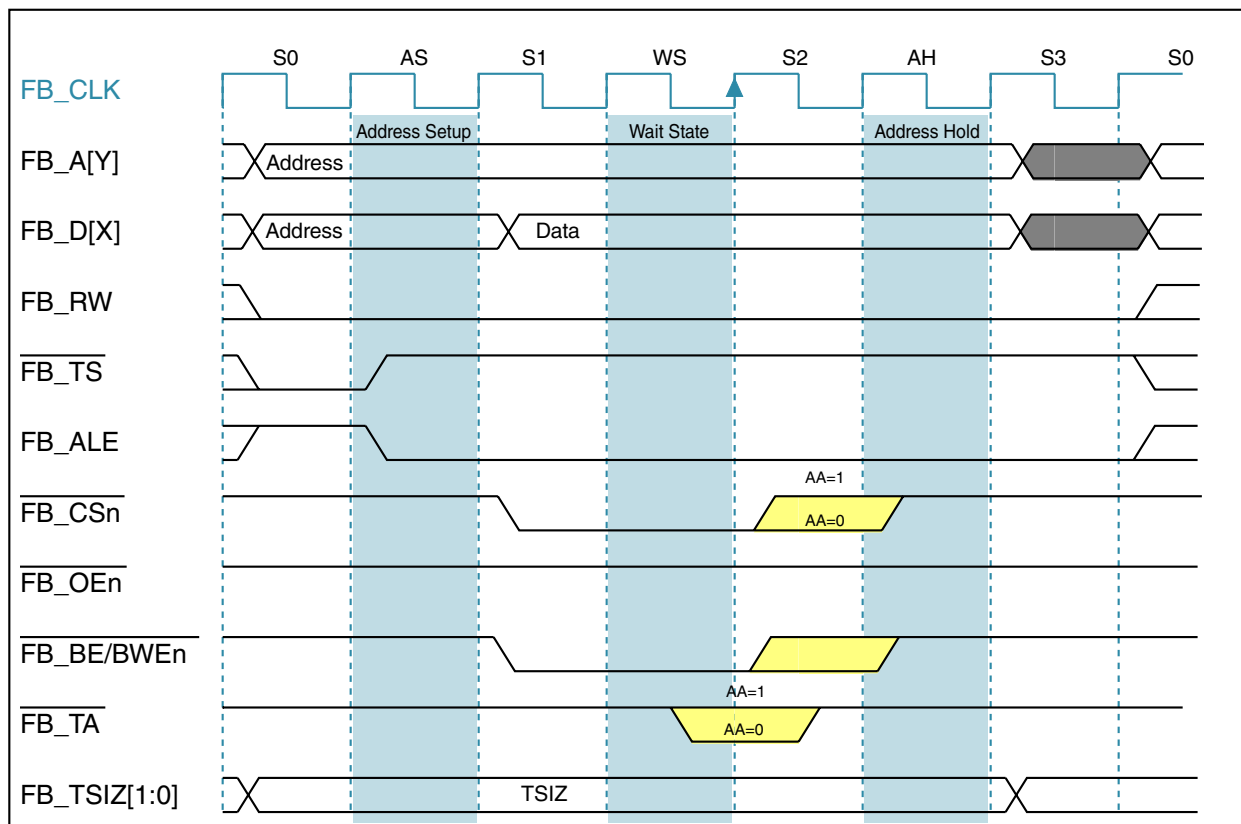 S0 AS S1 WS S2 AH S3 S0
FB_CLK
Address Setup Wait State Address Hold
FB_A[Y] Address
FB_D[X] Address Data
FB_RW
FB_TS
FB_ALE
AA=1
FB_CSn AA=0
FB_OEn
FB_BE/BWEn
AA=1
FB_TA AA=0
FB_TSIZ[1:0] TSIZ